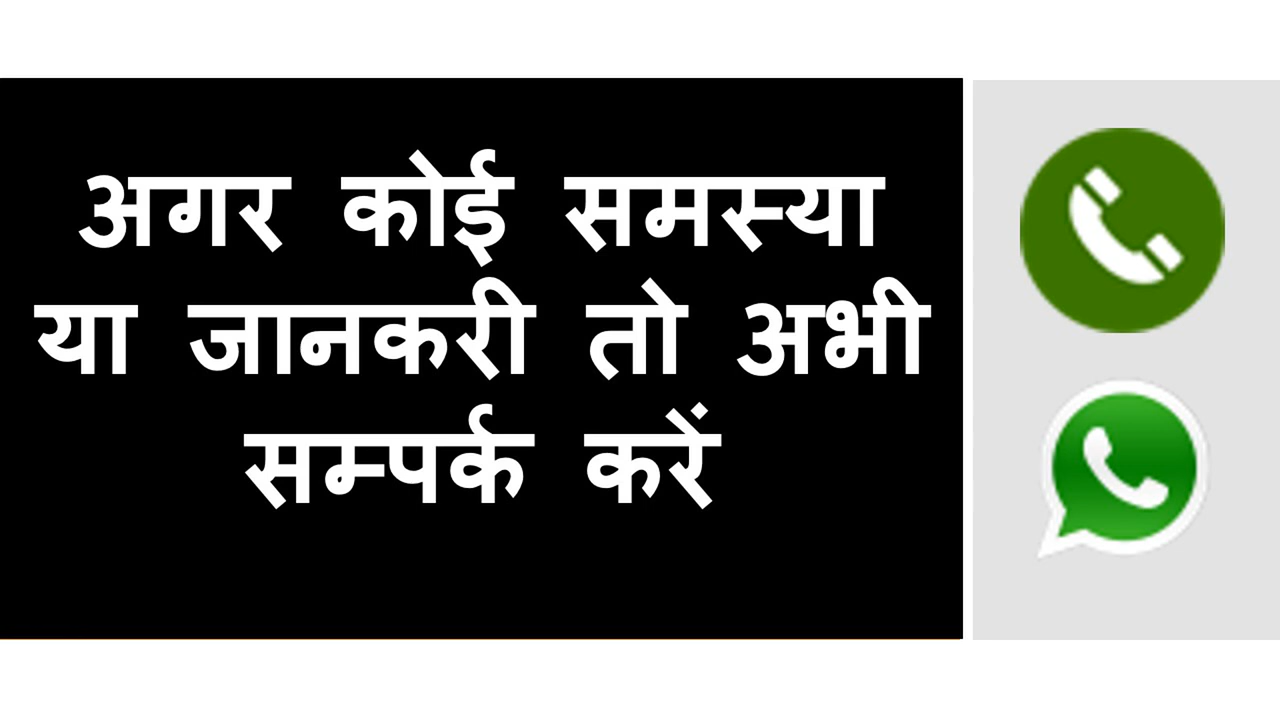 अगर कोई समस्या
या जानकरी तो अभी
सम्पर्क करें